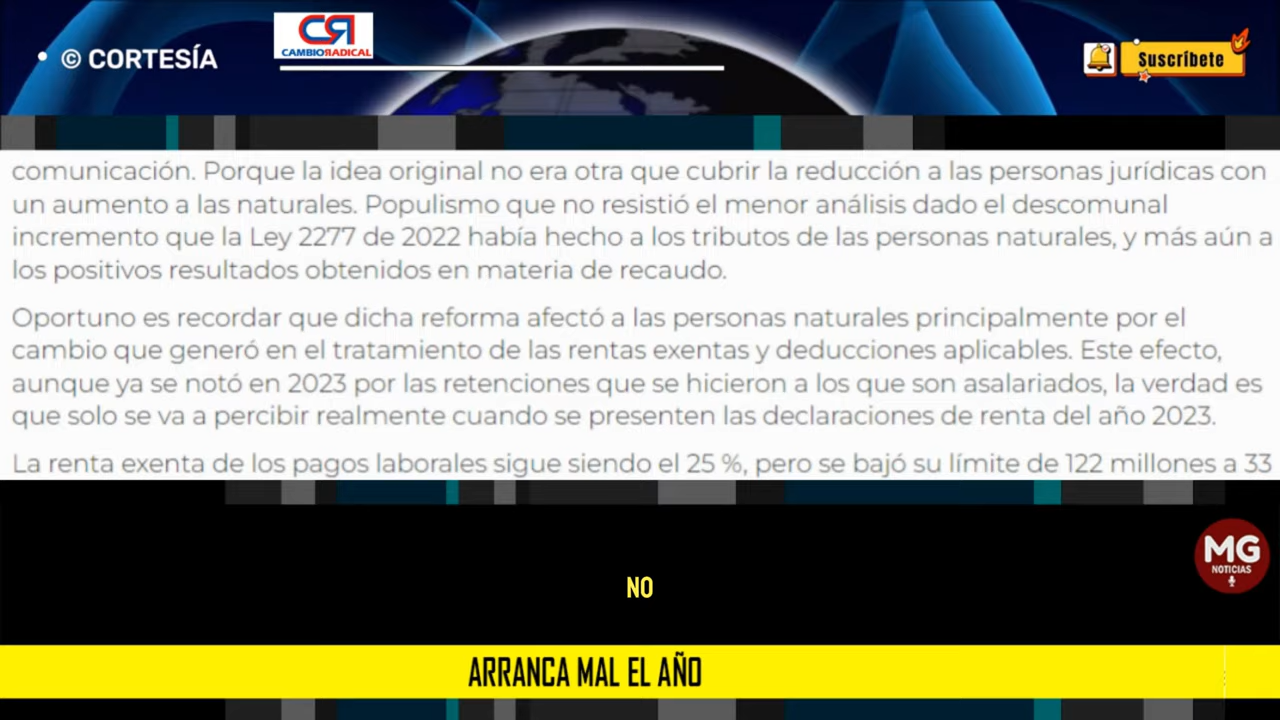 © CORTESÍA
CR
CAMBIO RADICAL
Suscríbete
comunicación. Porque la idea original no era otra que cubrir la reducción a las personas jurídicas con
un aumento a las naturales. Populismo que no resistió el menor análisis dado el descomunal
incremento que la Ley 2277 de 2022 había hecho a los tributos de las personas naturales, y más aún a
los positivos resultados obtenidos en materia de recaudo.
Oportuno es recordar que dicha reforma afectó a las personas naturales principalmente por el
cambio que generó en el tratamiento de las rentas exentas y deducciones aplicables. Este efecto,
aunque ya se notó en 2023 por las retenciones que se hicieron a los que son asalariados, la verdad es
que solo se va a percibir realmente cuando se presenten las declaraciones de renta del año 2023.
La renta exenta de los pagos laborales sigue siendo el 25 %, pero se bajó su límite de 122 millones a 33
MG
NOTICIAS
NO
ARRANCA MAL EL AÑO